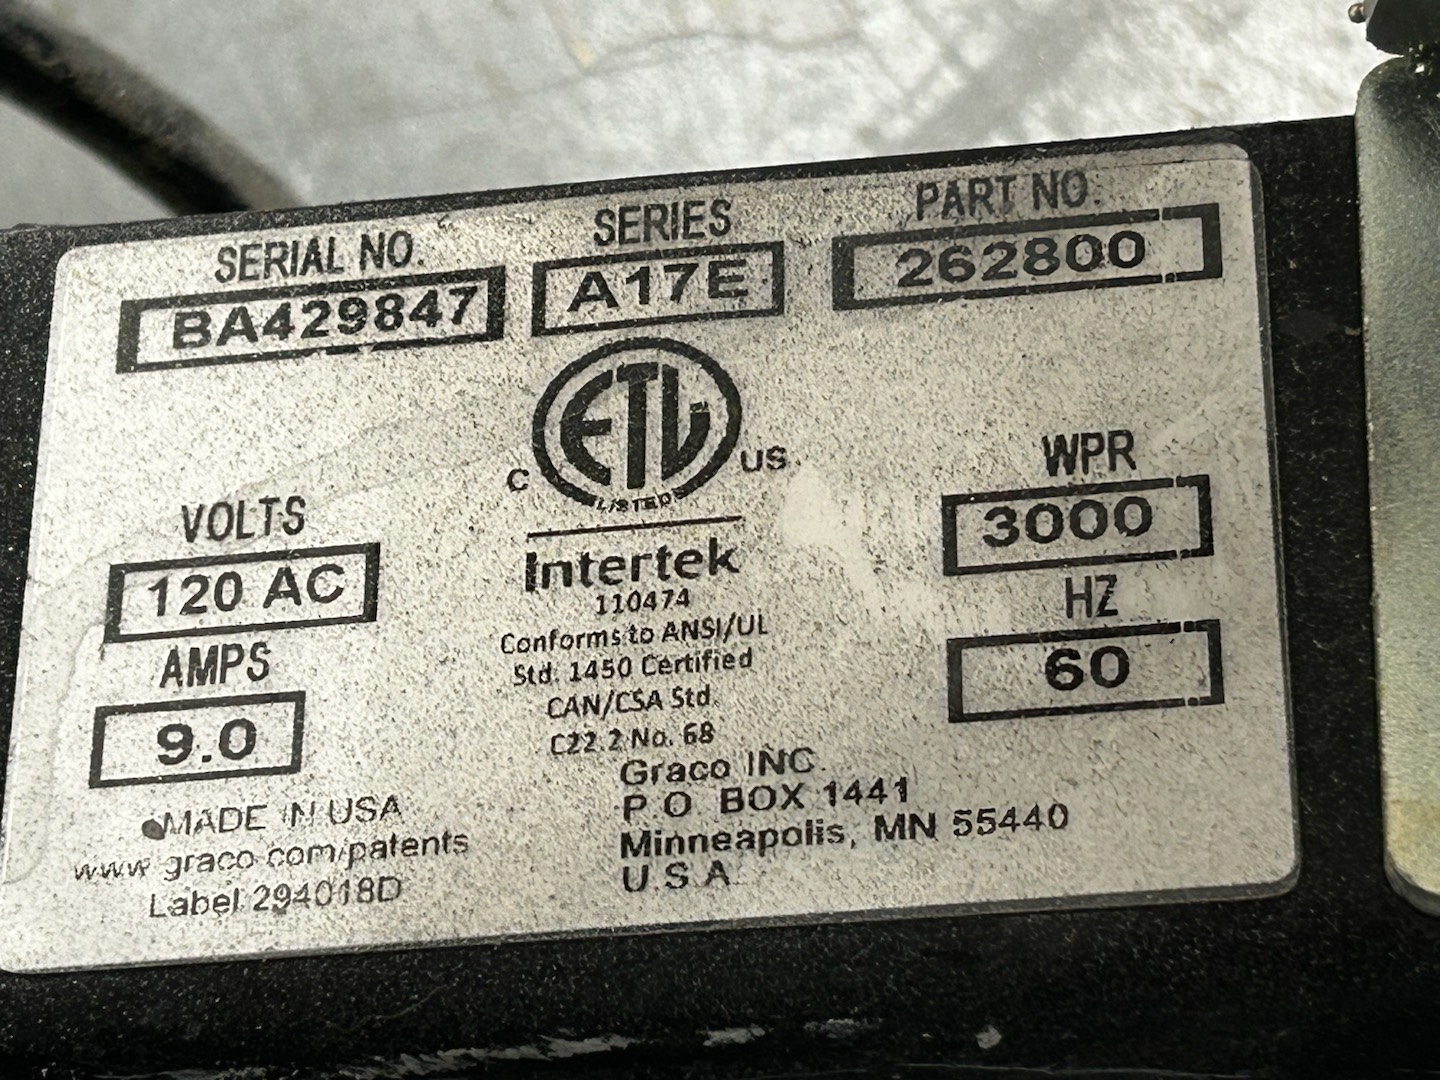 SERIAL NO.
BA429847
SERIES
A17E
PART NO.
262800
ETL
LISTED
C
US
Intertek
110474
Conforms to ANSI/UL
Std. 1450 Certified
CAN/CSA Std.
C22.2 No. 68
VOLTS
120 AC
AMPS
9.0
WPR
3000
HZ
60
MADE IN USA
www.graco.com/patents
Label 294018D
Graco INC.
P.O. BOX 1441
Minneapolis, MN 55440
U.S.A.